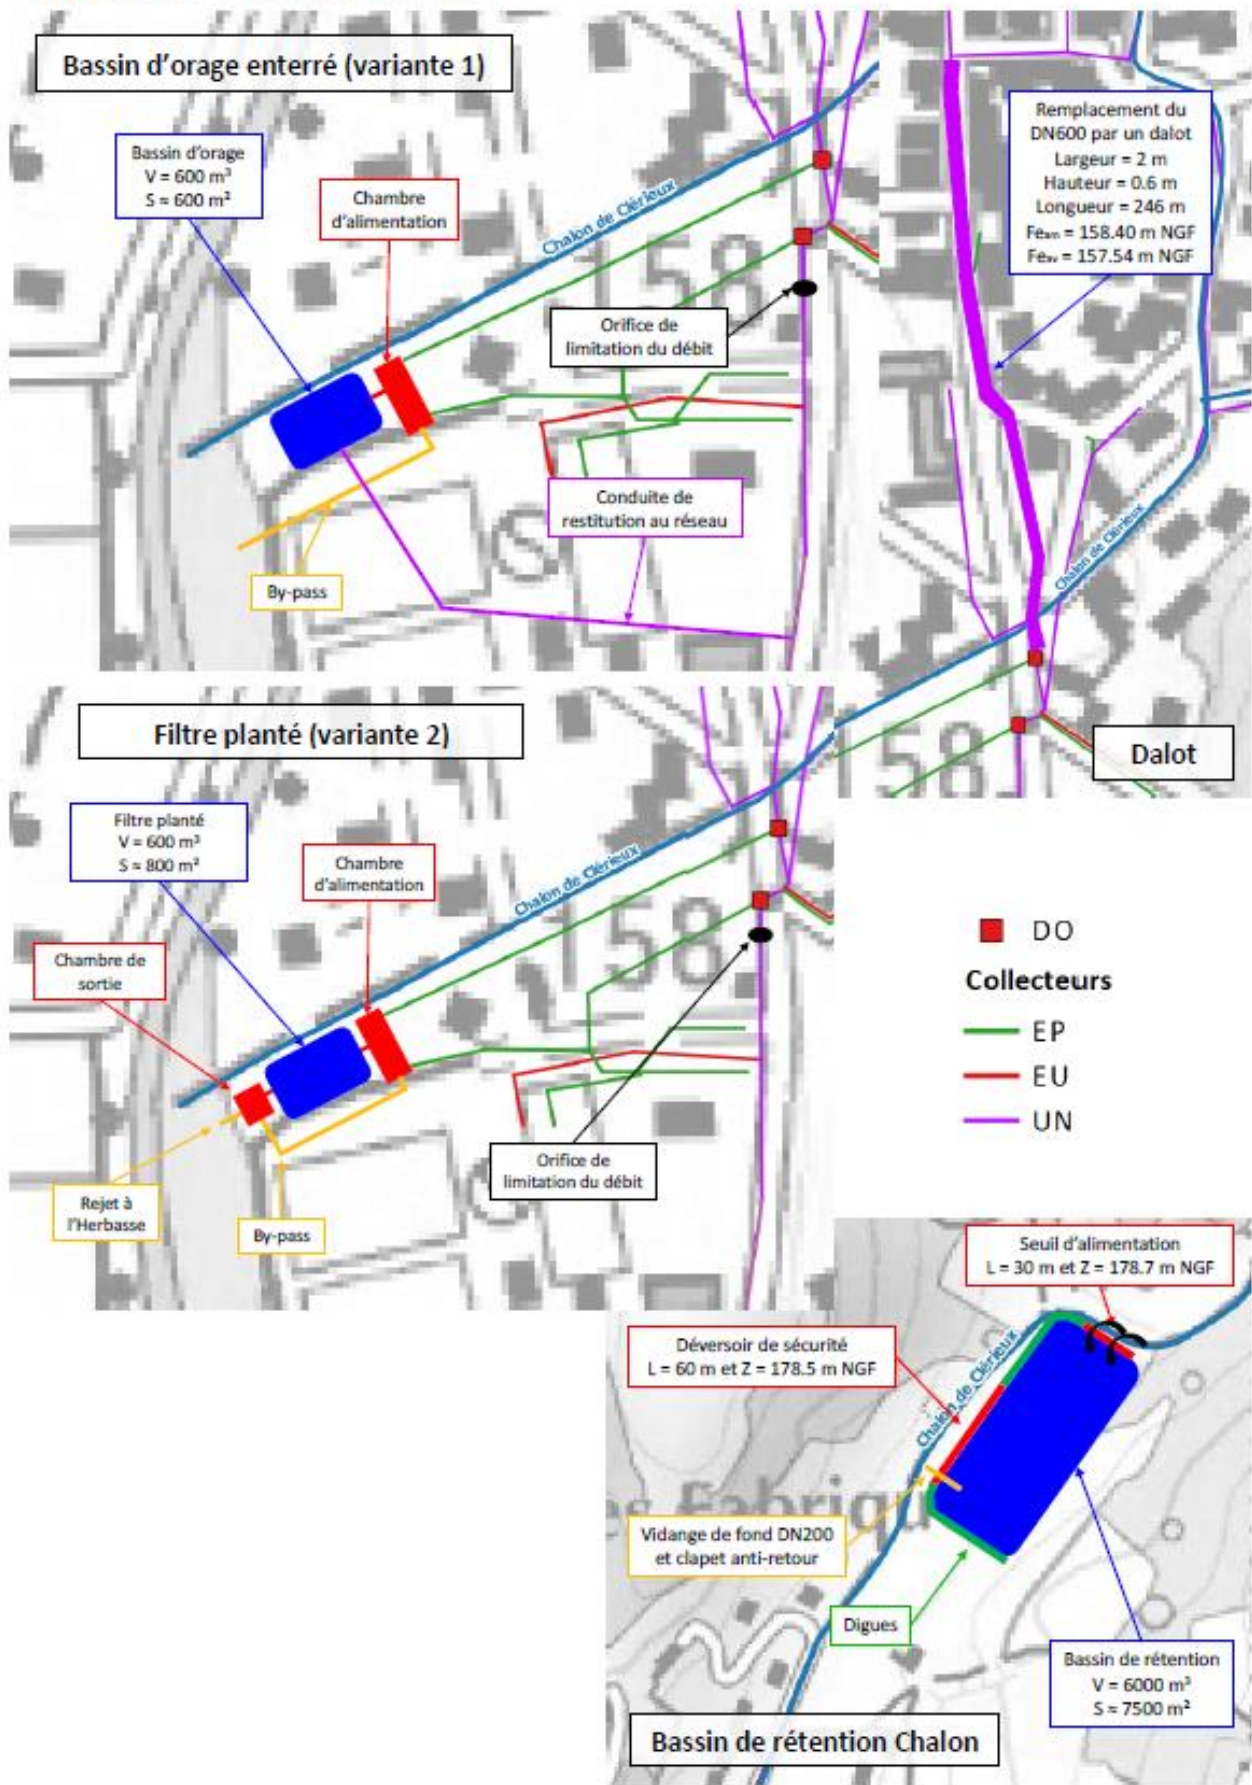 Bassin d'orage enterré (variante 1)
Bassin d'orage
V = 600 m³
S ≈ 600 m²
Chambre
d'alimentation
Chalon de Clérieux
158
Orifice de
limitation du débit
Conduite de
restitution au réseau
By-pass
Remplacement du
DN600 par un dalot
Largeur = 2 m
Hauteur = 0.6 m
Longueur = 246 m
Feam = 158.40 m NGF
Feav = 157.54 m NGF
Chalon de Clérieux
158
Dalot
Filtre planté (variante 2)
Filtre planté
V = 600 m³
S ≈ 800 m²
Chambre
d'alimentation
Chambre de
sortie
Chalon de Clérieux
158.
Rejet à
l'Herbasse
By-pass
Orifice de
limitation du débit
DO
Collecteurs
EP
EU
UN
Seuil d'alimentation
L = 30 m et Z = 178.7 m NGF
Déversoir de sécurité
L = 60 m et Z = 178.5 m NGF
Chalon de Clérieux
es Fabriqu
Vidange de fond DN200
et clapet anti-retour
Digues
Bassin de rétention
V = 6000 m³
S ≈ 7500 m²
Bassin de rétention Chalon